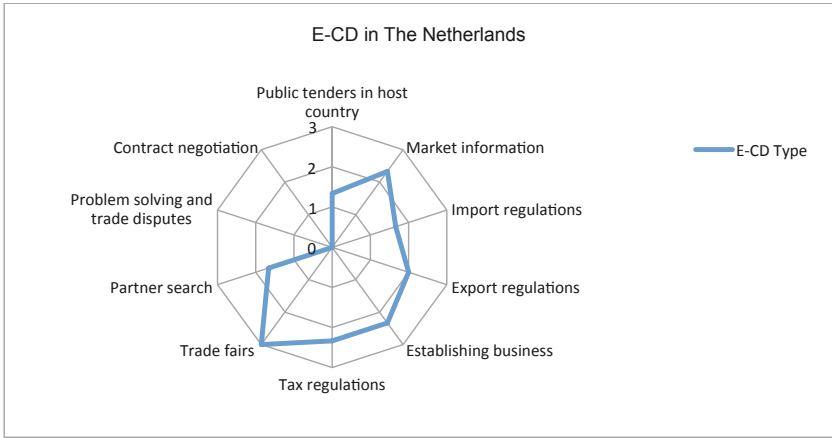 E-CD in The Netherlands
Public tenders in host
country
3
Contract negotiation
Market information
2
Problem solving and
trade disputes
Import regulations
1
0
E-CD Type
Partner search
Export regulations
Trade fairs
Establishing business
Tax regulations